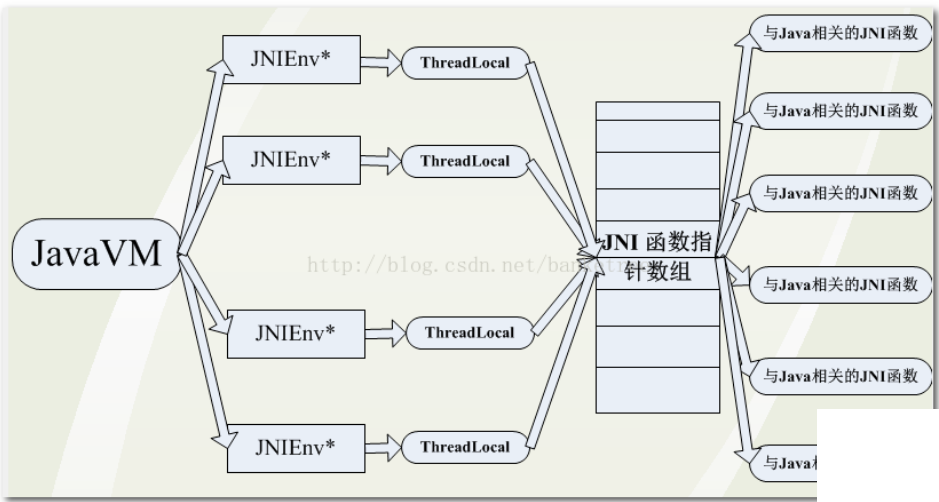 与Java相关的JNI函数
JNIEnv*
ThreadLocal
与Java相关的JNI函数
JNIEnv*
ThreadLocal
与Java相关的JNI函数
JavaVM
JNI 函数指
针数组
http://blog.csdn.net/
与Java相关的JNI函数
JNIEnv*
ThreadLocal
与Java相关的JNI函数
JNIEnv*
ThreadLocal
与Java